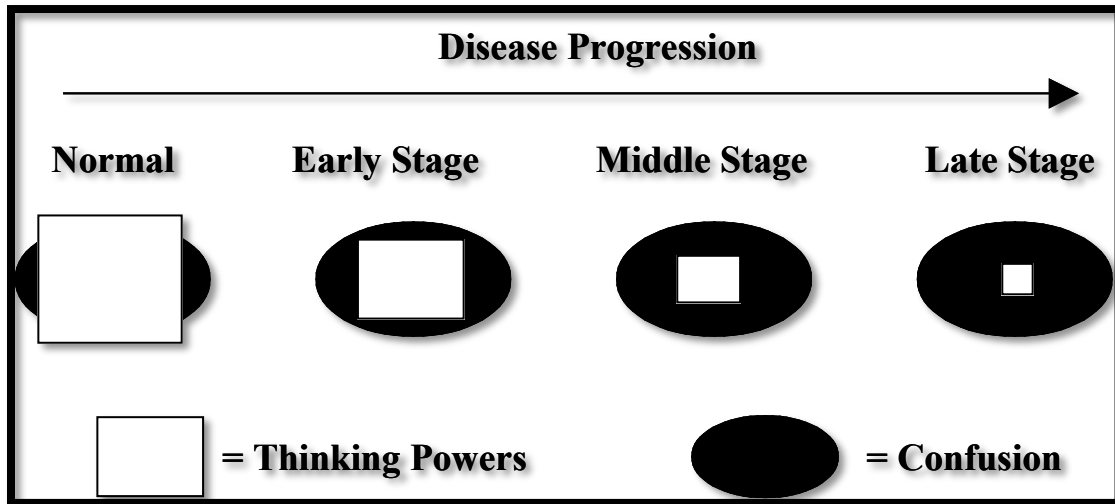 Disease Progression
Normal Early Stage Middle Stage Late Stage
= Thinking Powers = Confusion